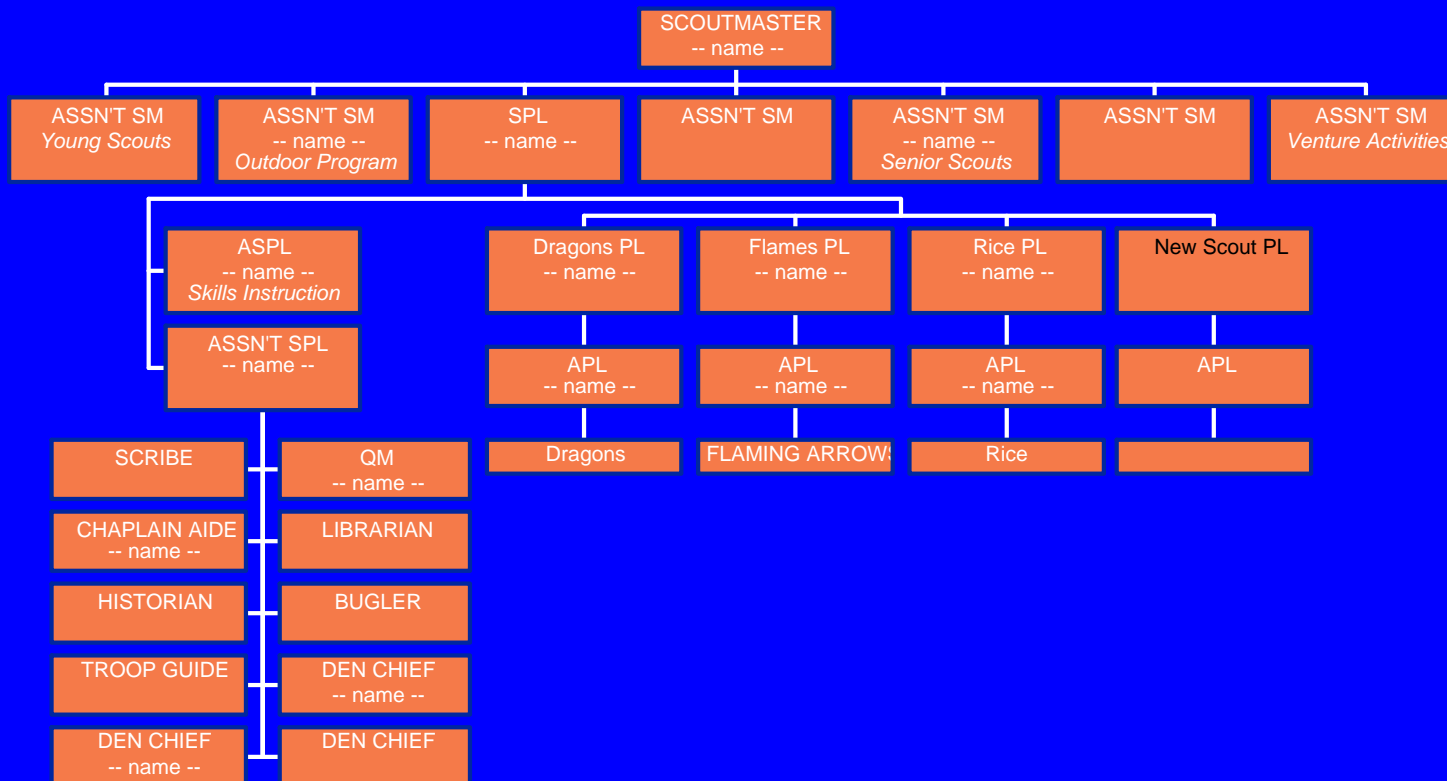 SCOUTMASTER
-- name --
ASSN'T SM
Young Scouts
ASSN'T SM
-- name --
Outdoor Program
SPL
-- name --
ASSN'T SM
ASSN'T SM
-- name --
Senior Scouts
ASSN'T SM
ASSN'T SM
Venture Activities
ASPL
-- name --
Skills Instruction
Dragons PL
-- name --
Flames PL
-- name --
Rice PL
-- name --
New Scout PL
ASSN'T SPL
-- name --
APL
-- name --
APL
-- name --
APL
-- name --
APL
Dragons
FLAMING ARROWS
Rice
SCRIBE
QM
-- name --
CHAPLAIN AIDE
-- name --
LIBRARIAN
HISTORIAN
BUGLER
TROOP GUIDE
DEN CHIEF
-- name --
DEN CHIEF
-- name --
DEN CHIEF